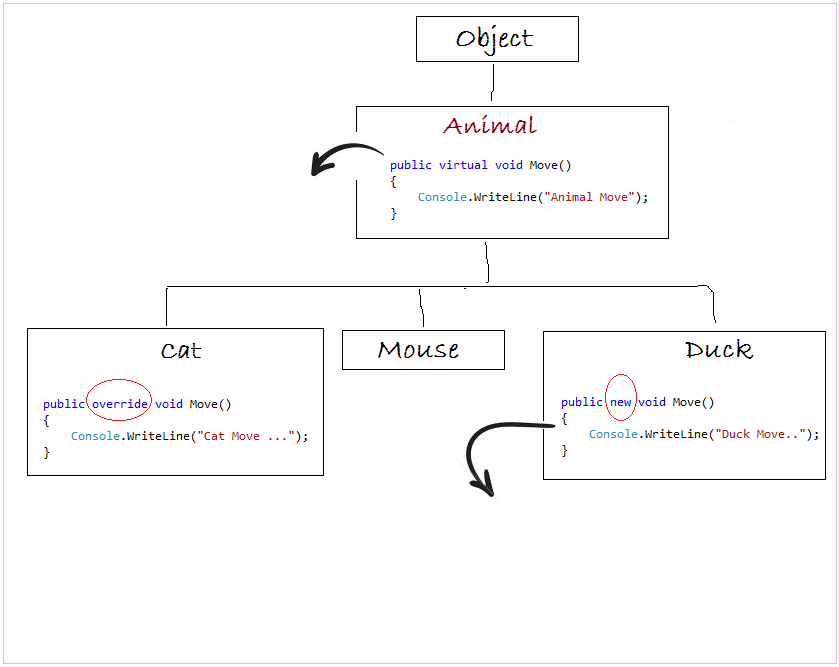 Object
Animal
public virtual void Move()
{
Console.WriteLine("Animal Move");
}
Cat
public override void Move()
{
Console.WriteLine("Cat Move ...");
}
Mouse
Duck
public new void Move()
{
Console.WriteLine("Duck Move..");
}